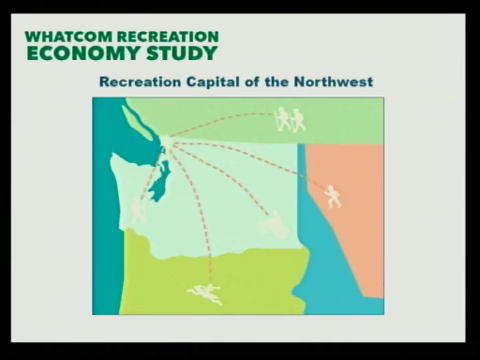 WHATCOM RECREATION
ECONOMY STUDY
Recreation Capital of the Northwest